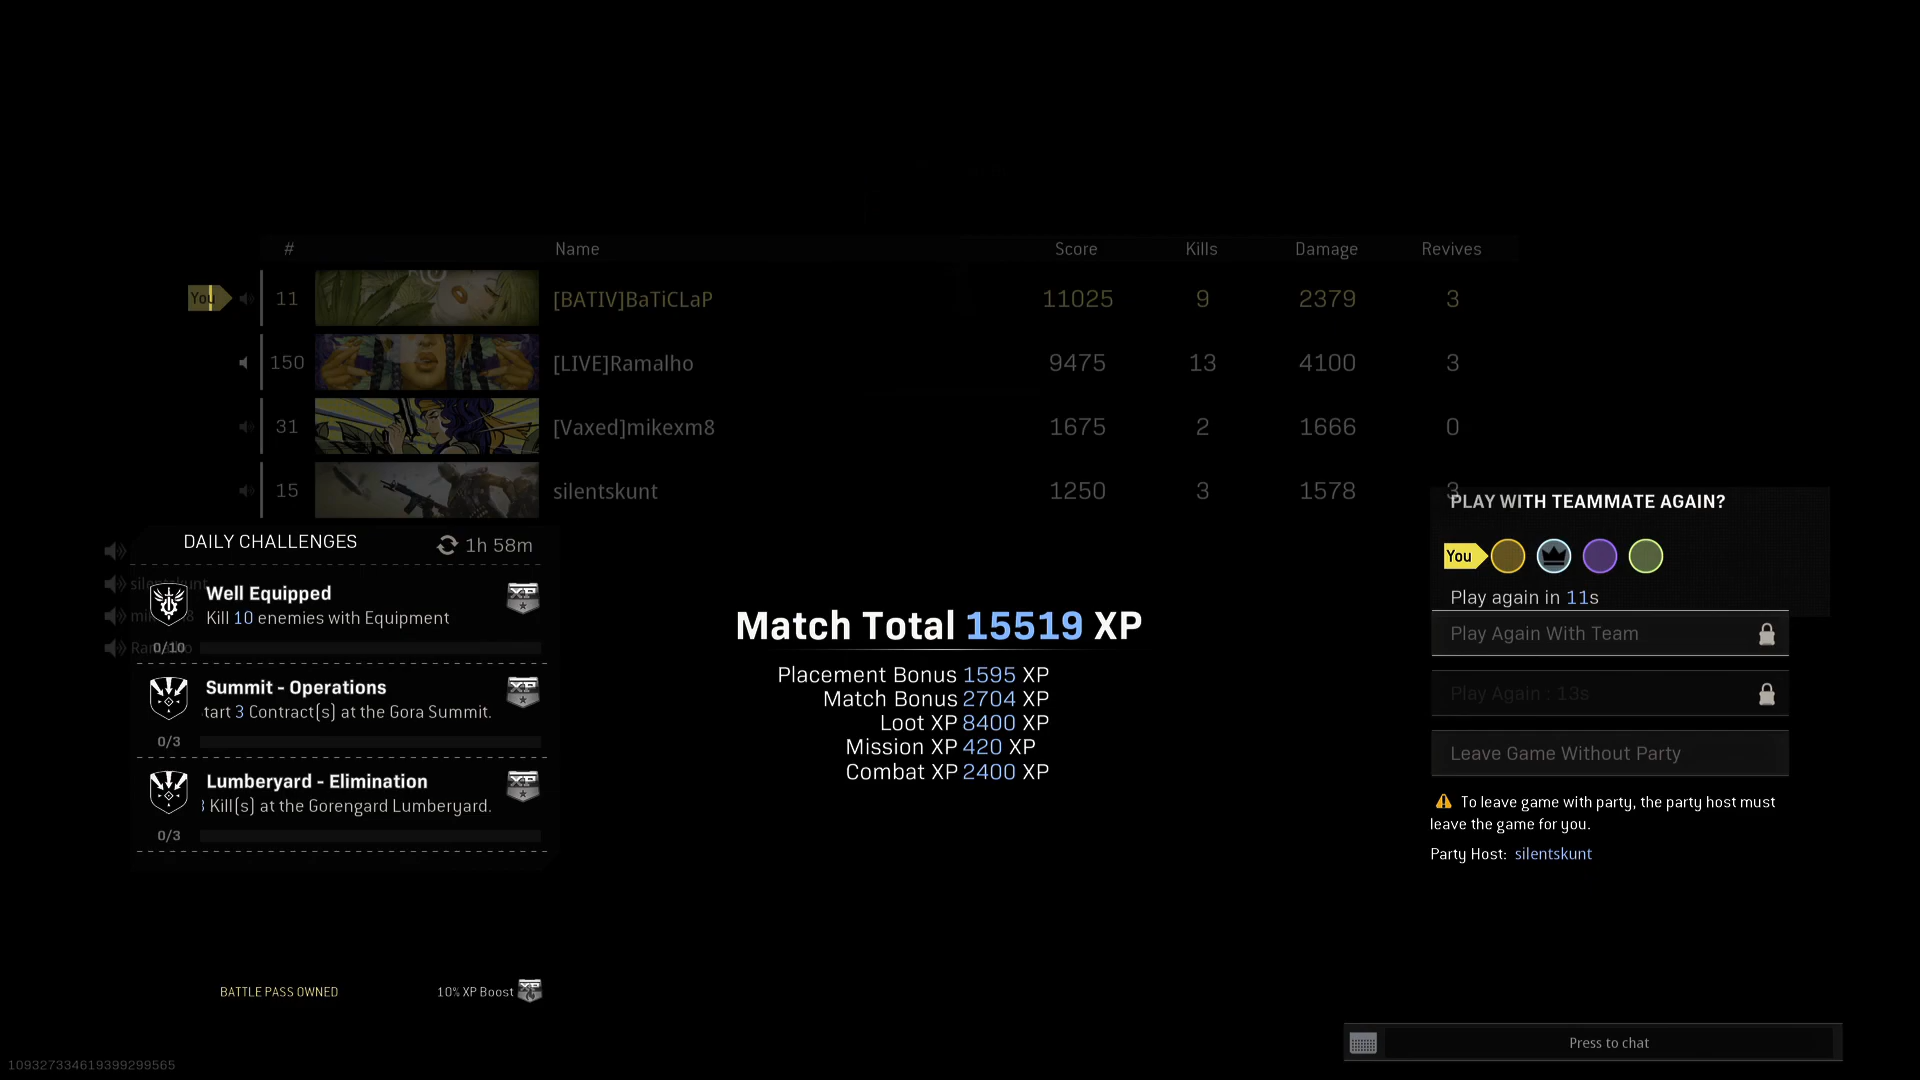 # Name Score Kills Damage Revives
You 11 [BATIV]BaTiCLaP 11025 9 2379 3
150 [LIVE]Ramalho 9475 13 4100 3
31 [Vaxed]mikexm8 1675 2 1666 0
15 silentskunt 1250 3 1578 3
DAILY CHALLENGES 1h 58m
silentskunt
Well Equipped
XP
Kill 10 enemies with Equipment
0/10
Summit - Operations
XP
tart 3 Contract(s) at the Gora Summit.
0/3
Lumberyard - Elimination
XP
Kill(s) at the Gorengard Lumberyard.
0/3
BATTLE PASS OWNED
10% XP Boost
XP
Match Total 15519 XP
Placement Bonus 1595 XP
Match Bonus 2704 XP
Loot XP 8400 XP
Mission XP 420 XP
Combat XP 2400 XP
PLAY WITH TEAMMATE AGAIN?
You
Play again in 11s
Play Again With Team
Play Again : 13s
Leave Game Without Party
To leave game with party, the party host must
leave the game for you.
Party Host: silentskunt
Press to chat
109327334619399299565